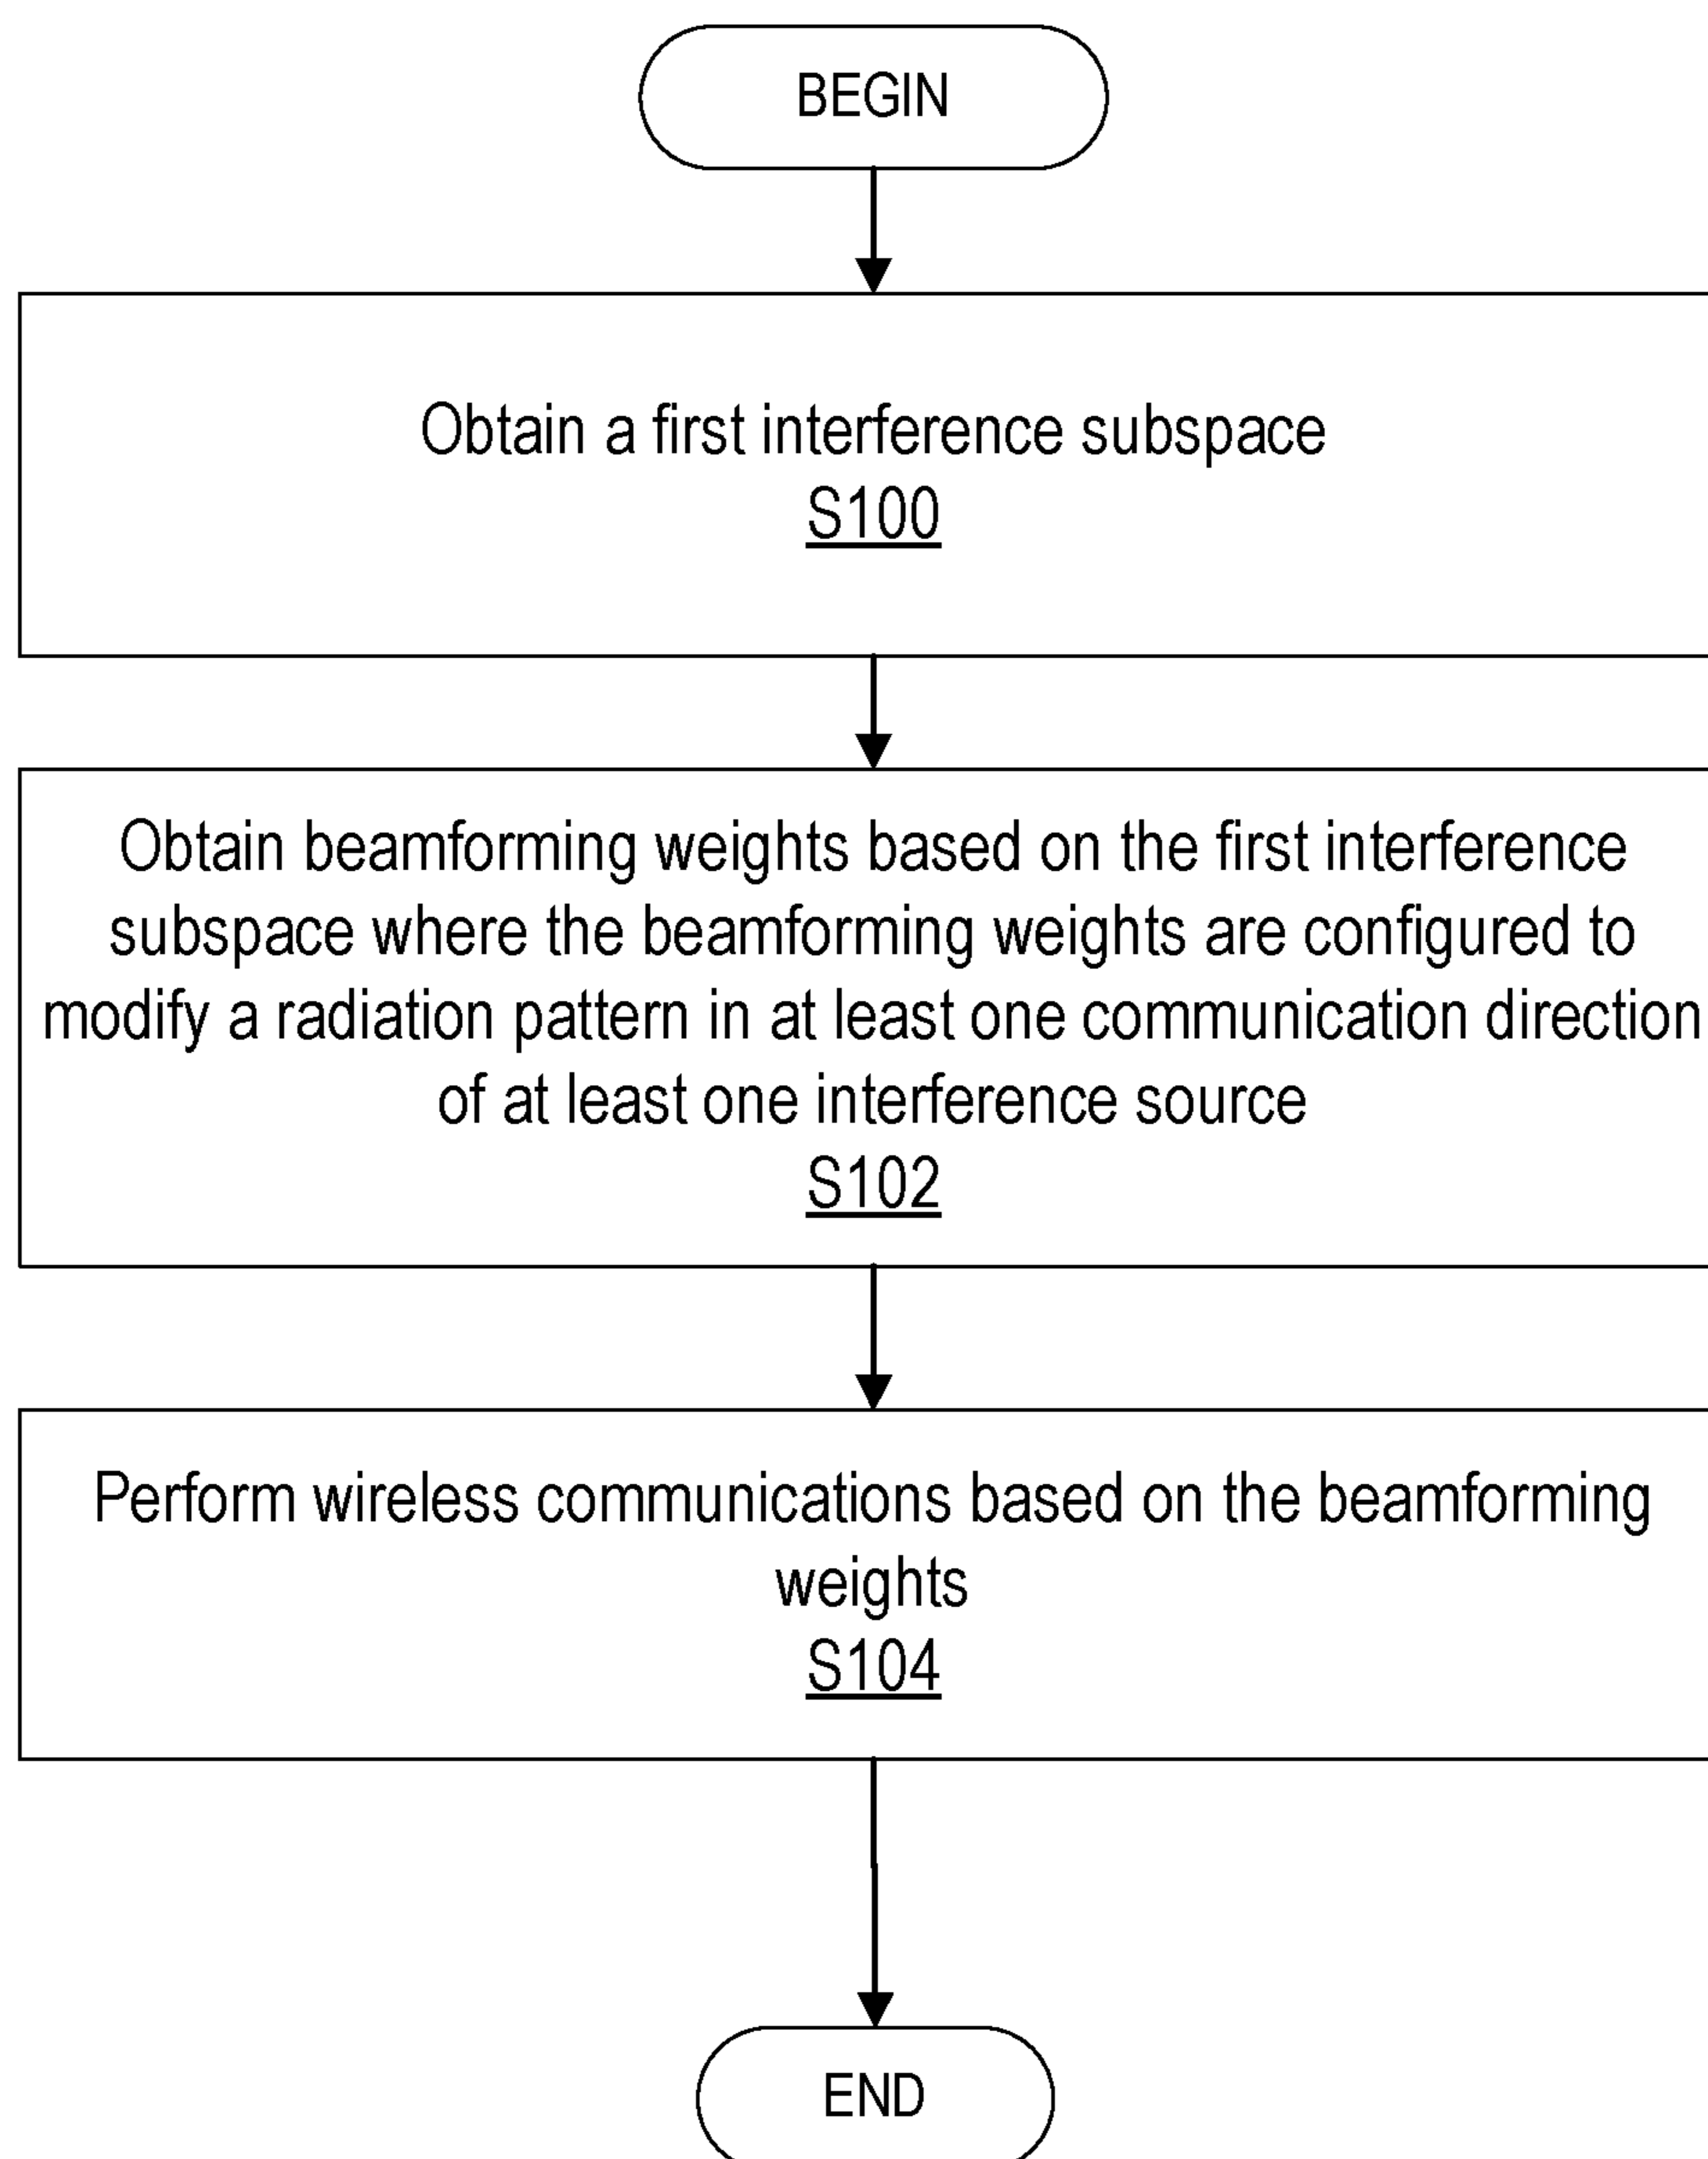 BEGIN
Obtain a first interference subspace
S100
Obtain beamforming weights based on the first interference
subspace where the beamforming weights are configured to
modify a radiation pattern in at least one communication direction
of at least one interference source
S102
Perform wireless communications based on the beamforming
weights
S104
END